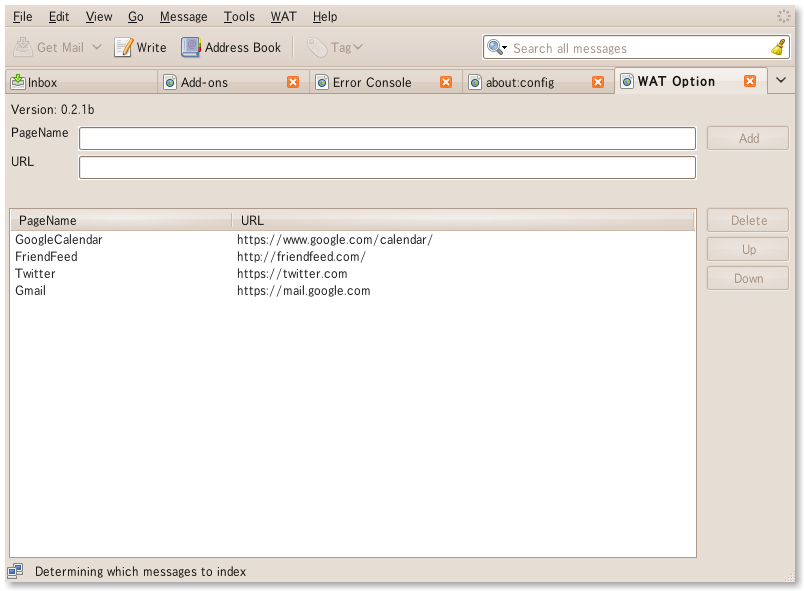 File Edit View Go Message Tools WAT Help
Get Mail Write Address Book Tag Search all messages
Inbox Add-ons Error Console about:config WAT Option
Version: 0.2.1b
PageName Add
URL
PageName URL Delete
GoogleCalendar https://www.google.com/calendar/
FriendFeed http://friendfeed.com/ Up
Twitter https://twitter.com Down
Gmail https://mail.google.com
Determining which messages to index